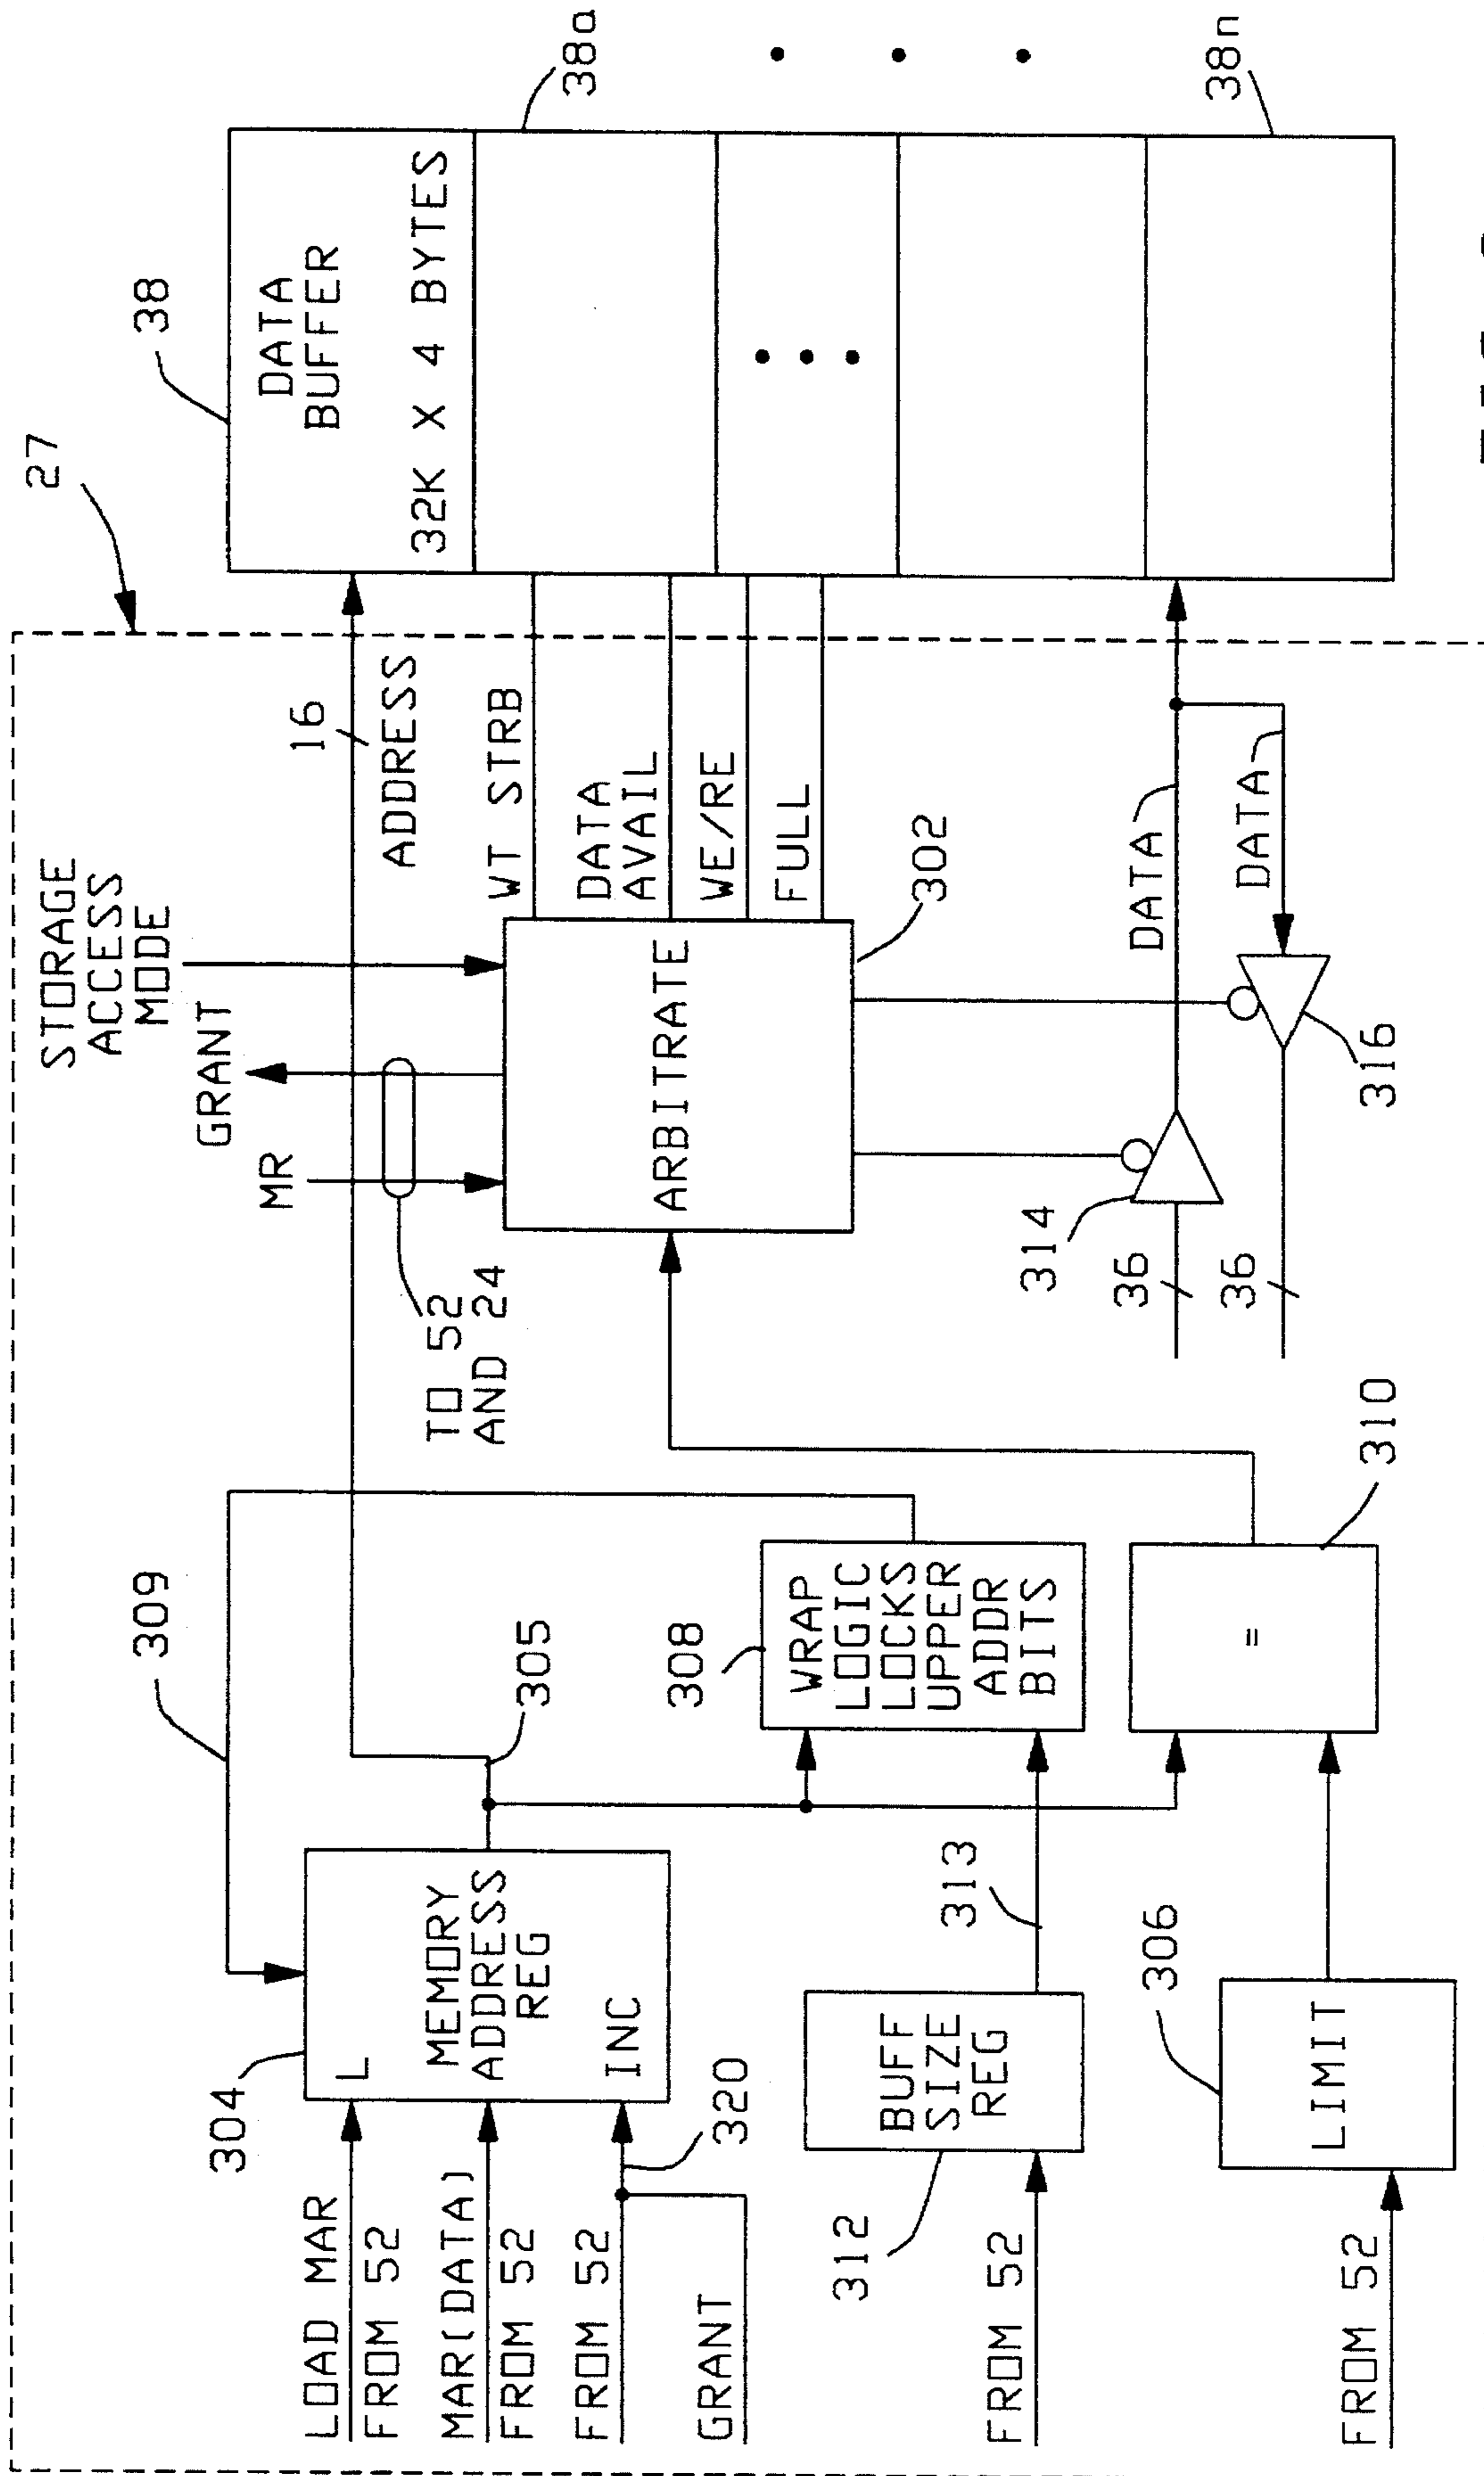 27
38
DATA
BUFFER
32K X 4 BYTES
38a
38n
STORAGE
ACCESS
MODE
GRANT
MR
16
ADDRESS
TO 52
AND 24
WT STRB
DATA
AVAIL
WE/RE
FULL
ARBITRATE
302
DATA
DATA
314
316
36
36
309
305
304
L
MEMORY
ADDRESS
REG
INC
LOAD MAR
FROM 52
MAR(DATA)
FROM 52
FROM 52
320
GRANT
308
WRAP
LOGIC
LOCKS
UPPER
ADDR
BITS
313
BUFF
SIZE
REG
312
FROM 52
310
=
306
LIMIT
FROM 52